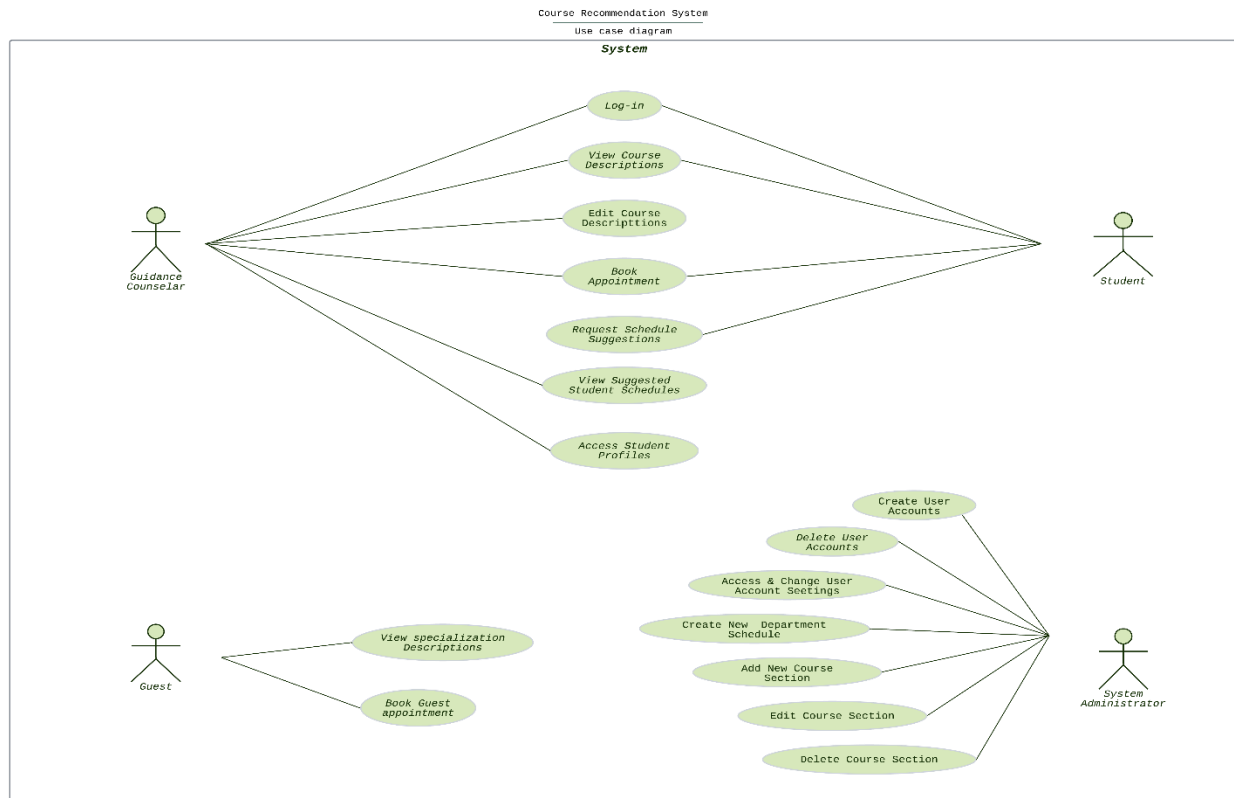 Course Recommendation System
Use case diagram
System
Log-in
View Course
Descriptions
Edit Course
Descripttions
Guidance
Counselar
Student
Book
Appointment
Request Schedule
Suggestions
View Suggested
Student Schedules
Access Student
Profiles
Create User
Accounts
Delete User
Accounts
Access & Change User
Account Seetings
Create New  Department
Schedule
View specialization
Descriptions
Add New Course
Section
Guest
System
Administrator
Book Guest
appointment
Edit Course Section
Delete Course Section